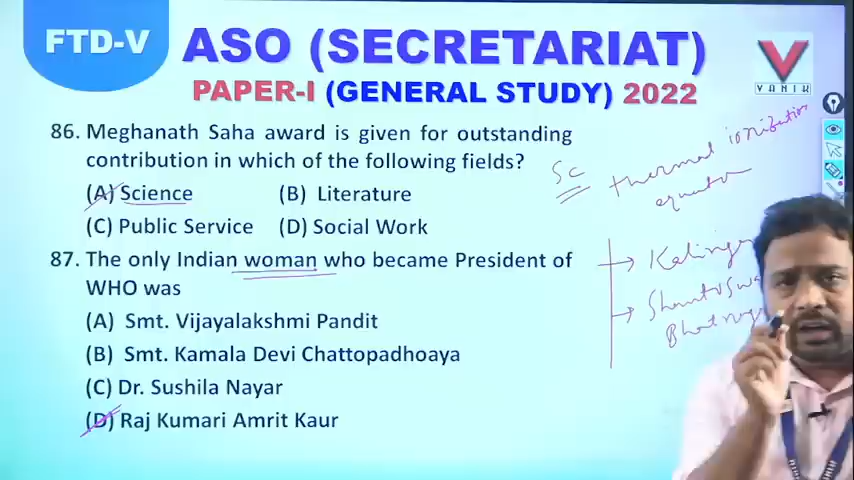 FTD-V
ASO (SECRETARIAT)
PAPER-I (GENERAL STUDY) 2022
VANIK
86. Meghanath Saha award is given for outstanding
contribution in which of the following fields?
(A) Science (B) Literature
(C) Public Service (D) Social Work
87. The only Indian woman who became President of
WHO was
(A) Smt. Vijayalakshmi Pandit
(B) Smt. Kamala Devi Chattopadhoaya
(C) Dr. Sushila Nayar
(D) Raj Kumari Amrit Kaur
Sc
thermal ionization